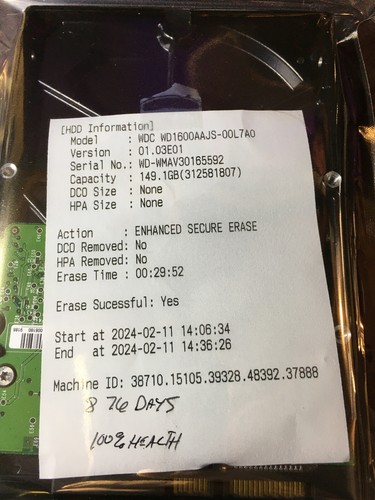 [HDD Information]
Model : WDC WD1600AAJS-00L7A0
Version : 01.03E01
Serial No.: WD-WMAV30165592
Capacity : 149.1GB(312581807)
DCO Size : None
HPA Size : None
Action : ENHANCED SECURE ERASE
DCO Removed: No
HPA Removed: No
Erase Time : 00:29:52
Erase Sucessful: Yes
Start at 2024-02-11 14:06:34
End at 2024-02-11 14:36:26
Machine ID: 38710.15105.39328.48392.37888
876 DAYS
100% HEALTH